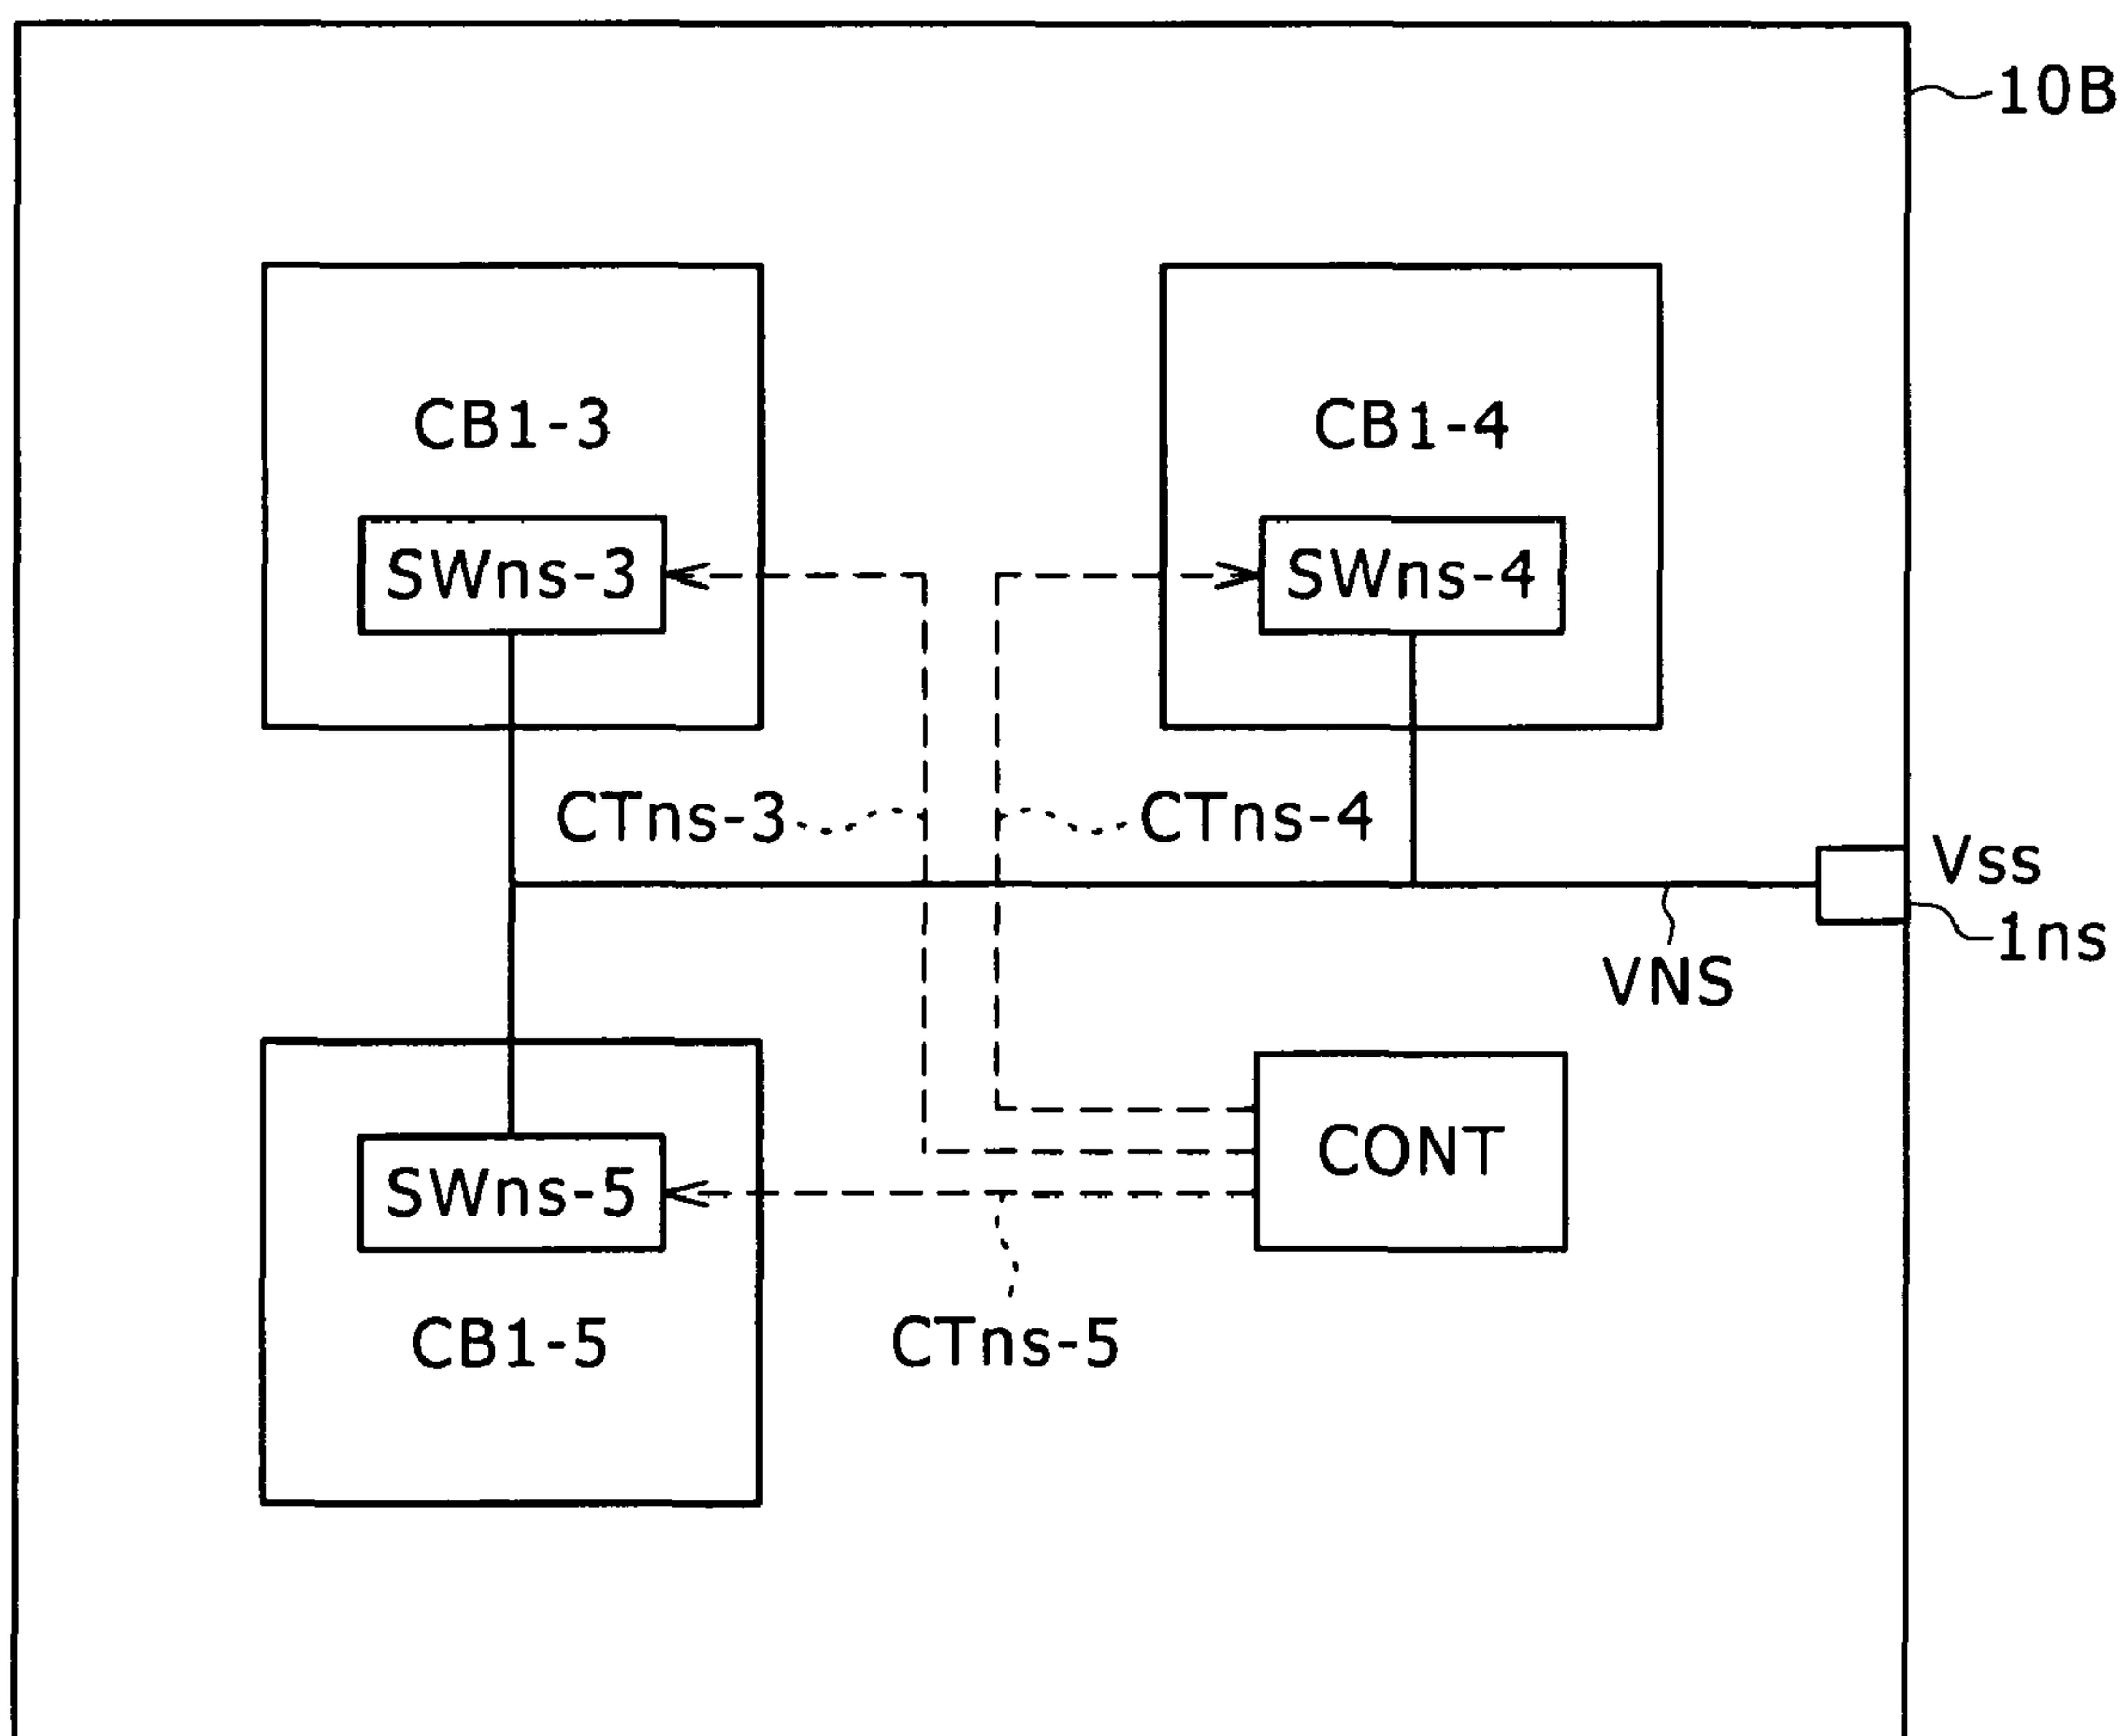 10B
CB1-3
CB1-4
SWns-3
SWns-4
CTns-3
CTns-4
Vss
1ns
VNS
CONT
SWns-5
CB1-5
CTns-5